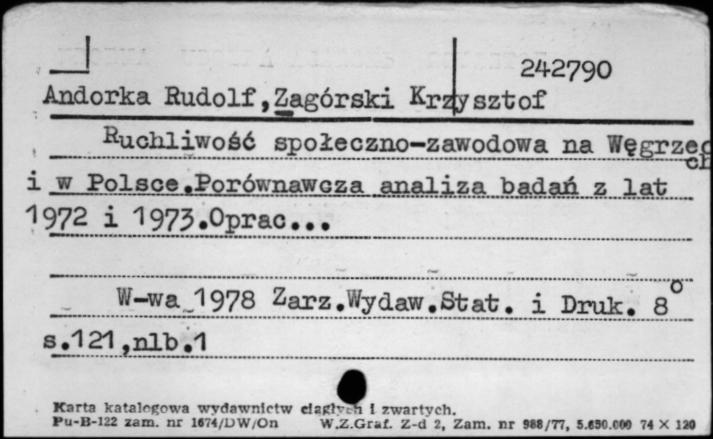 242790
Andorka Rudolf,Zagórski Krzysztof
Ruchliwość społeczno-zawodowa na Węgrzech
i w Polsce.Porównawcza analiza badań z lat
1972 i 1973.Oprac...
W-wa 1978 Zarz.Wydaw.Stat. i Druk. 8°
s.121,nlb.1
Karta katalogowa wydawnictw ciągłych i zwartych.
Pu-B-122 zam. nr 1674/DW/On W.Z.Graf. Z-d 2, Zam. nr 988/77, 5.650.000 74 X 120